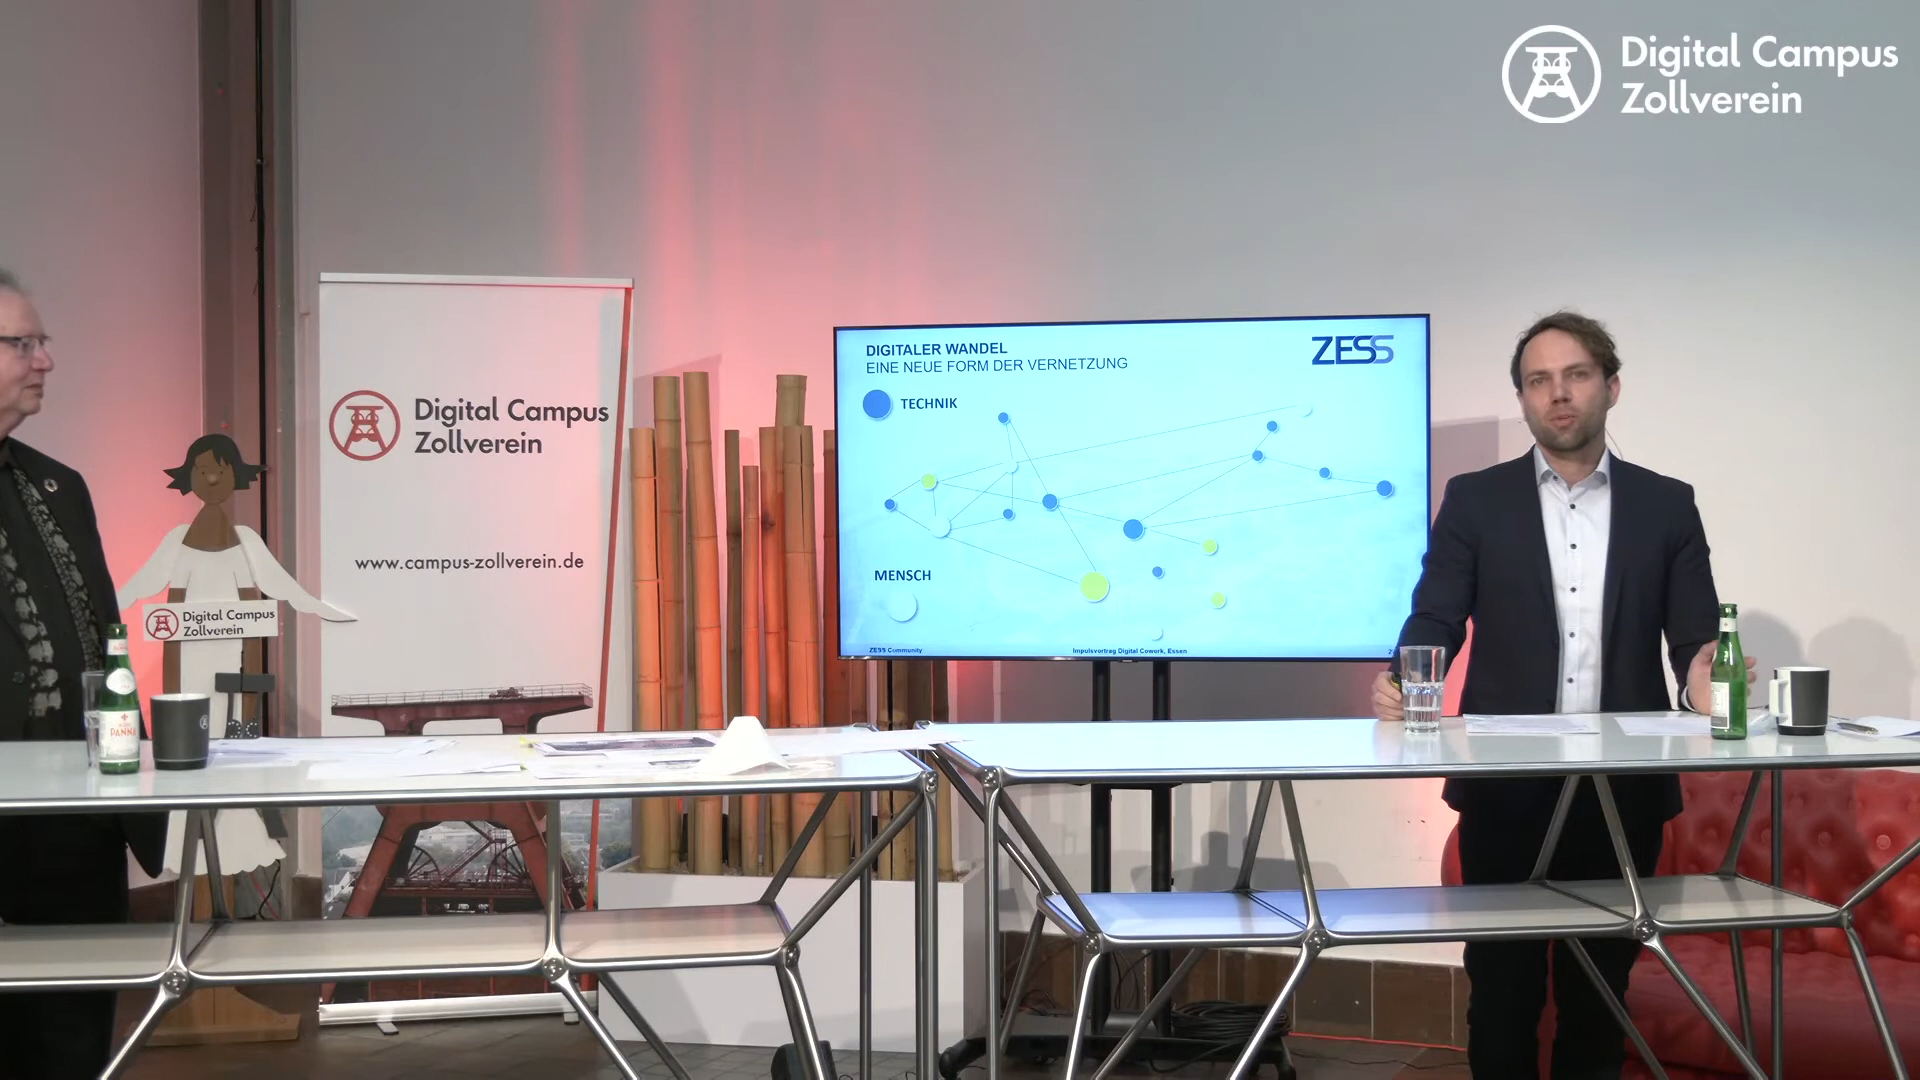 Digital Campus
Zollverein
Digital Campus
Zollverein
www.campus-zollverein.de
Digital Campus
Zollverein
DIGITALER WANDEL
EINE NEUE FORM DER VERNETZUNG
ZESS
TECHNIK
MENSCH
ZESS Community
Impulsvortrag Digital Cowork, Essen
PANNA